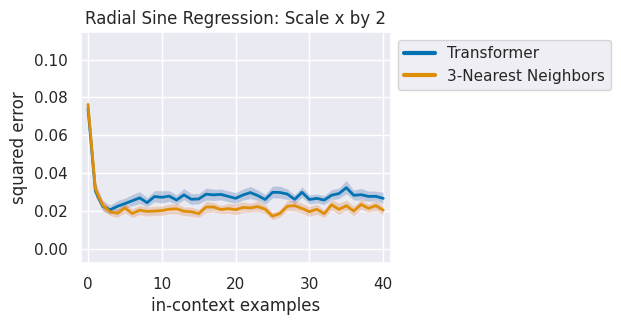 Radial Sine Regression: Scale x by 2
squared error
0.10
0.08
0.06
0.04
0.02
0.00
0 10 20 30 40
in-context examples
Transformer
3-Nearest Neighbors